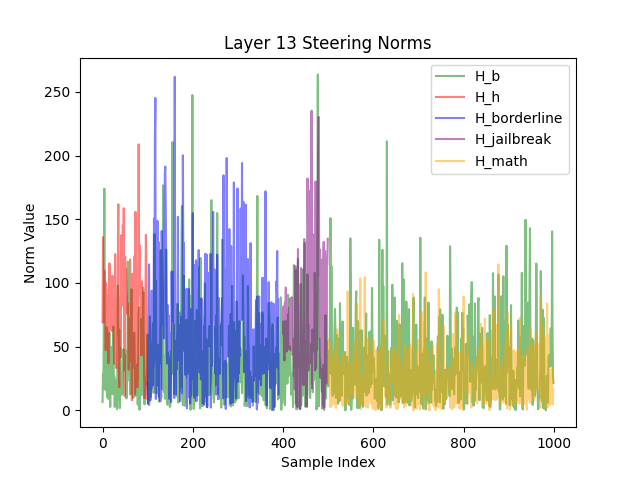 Layer 13 Steering Norms
H_b
H_h
H_borderline
H_jailbreak
H_math
Norm Value
250
200
150
100
50
0
0
200
400
600
800
1000
Sample Index